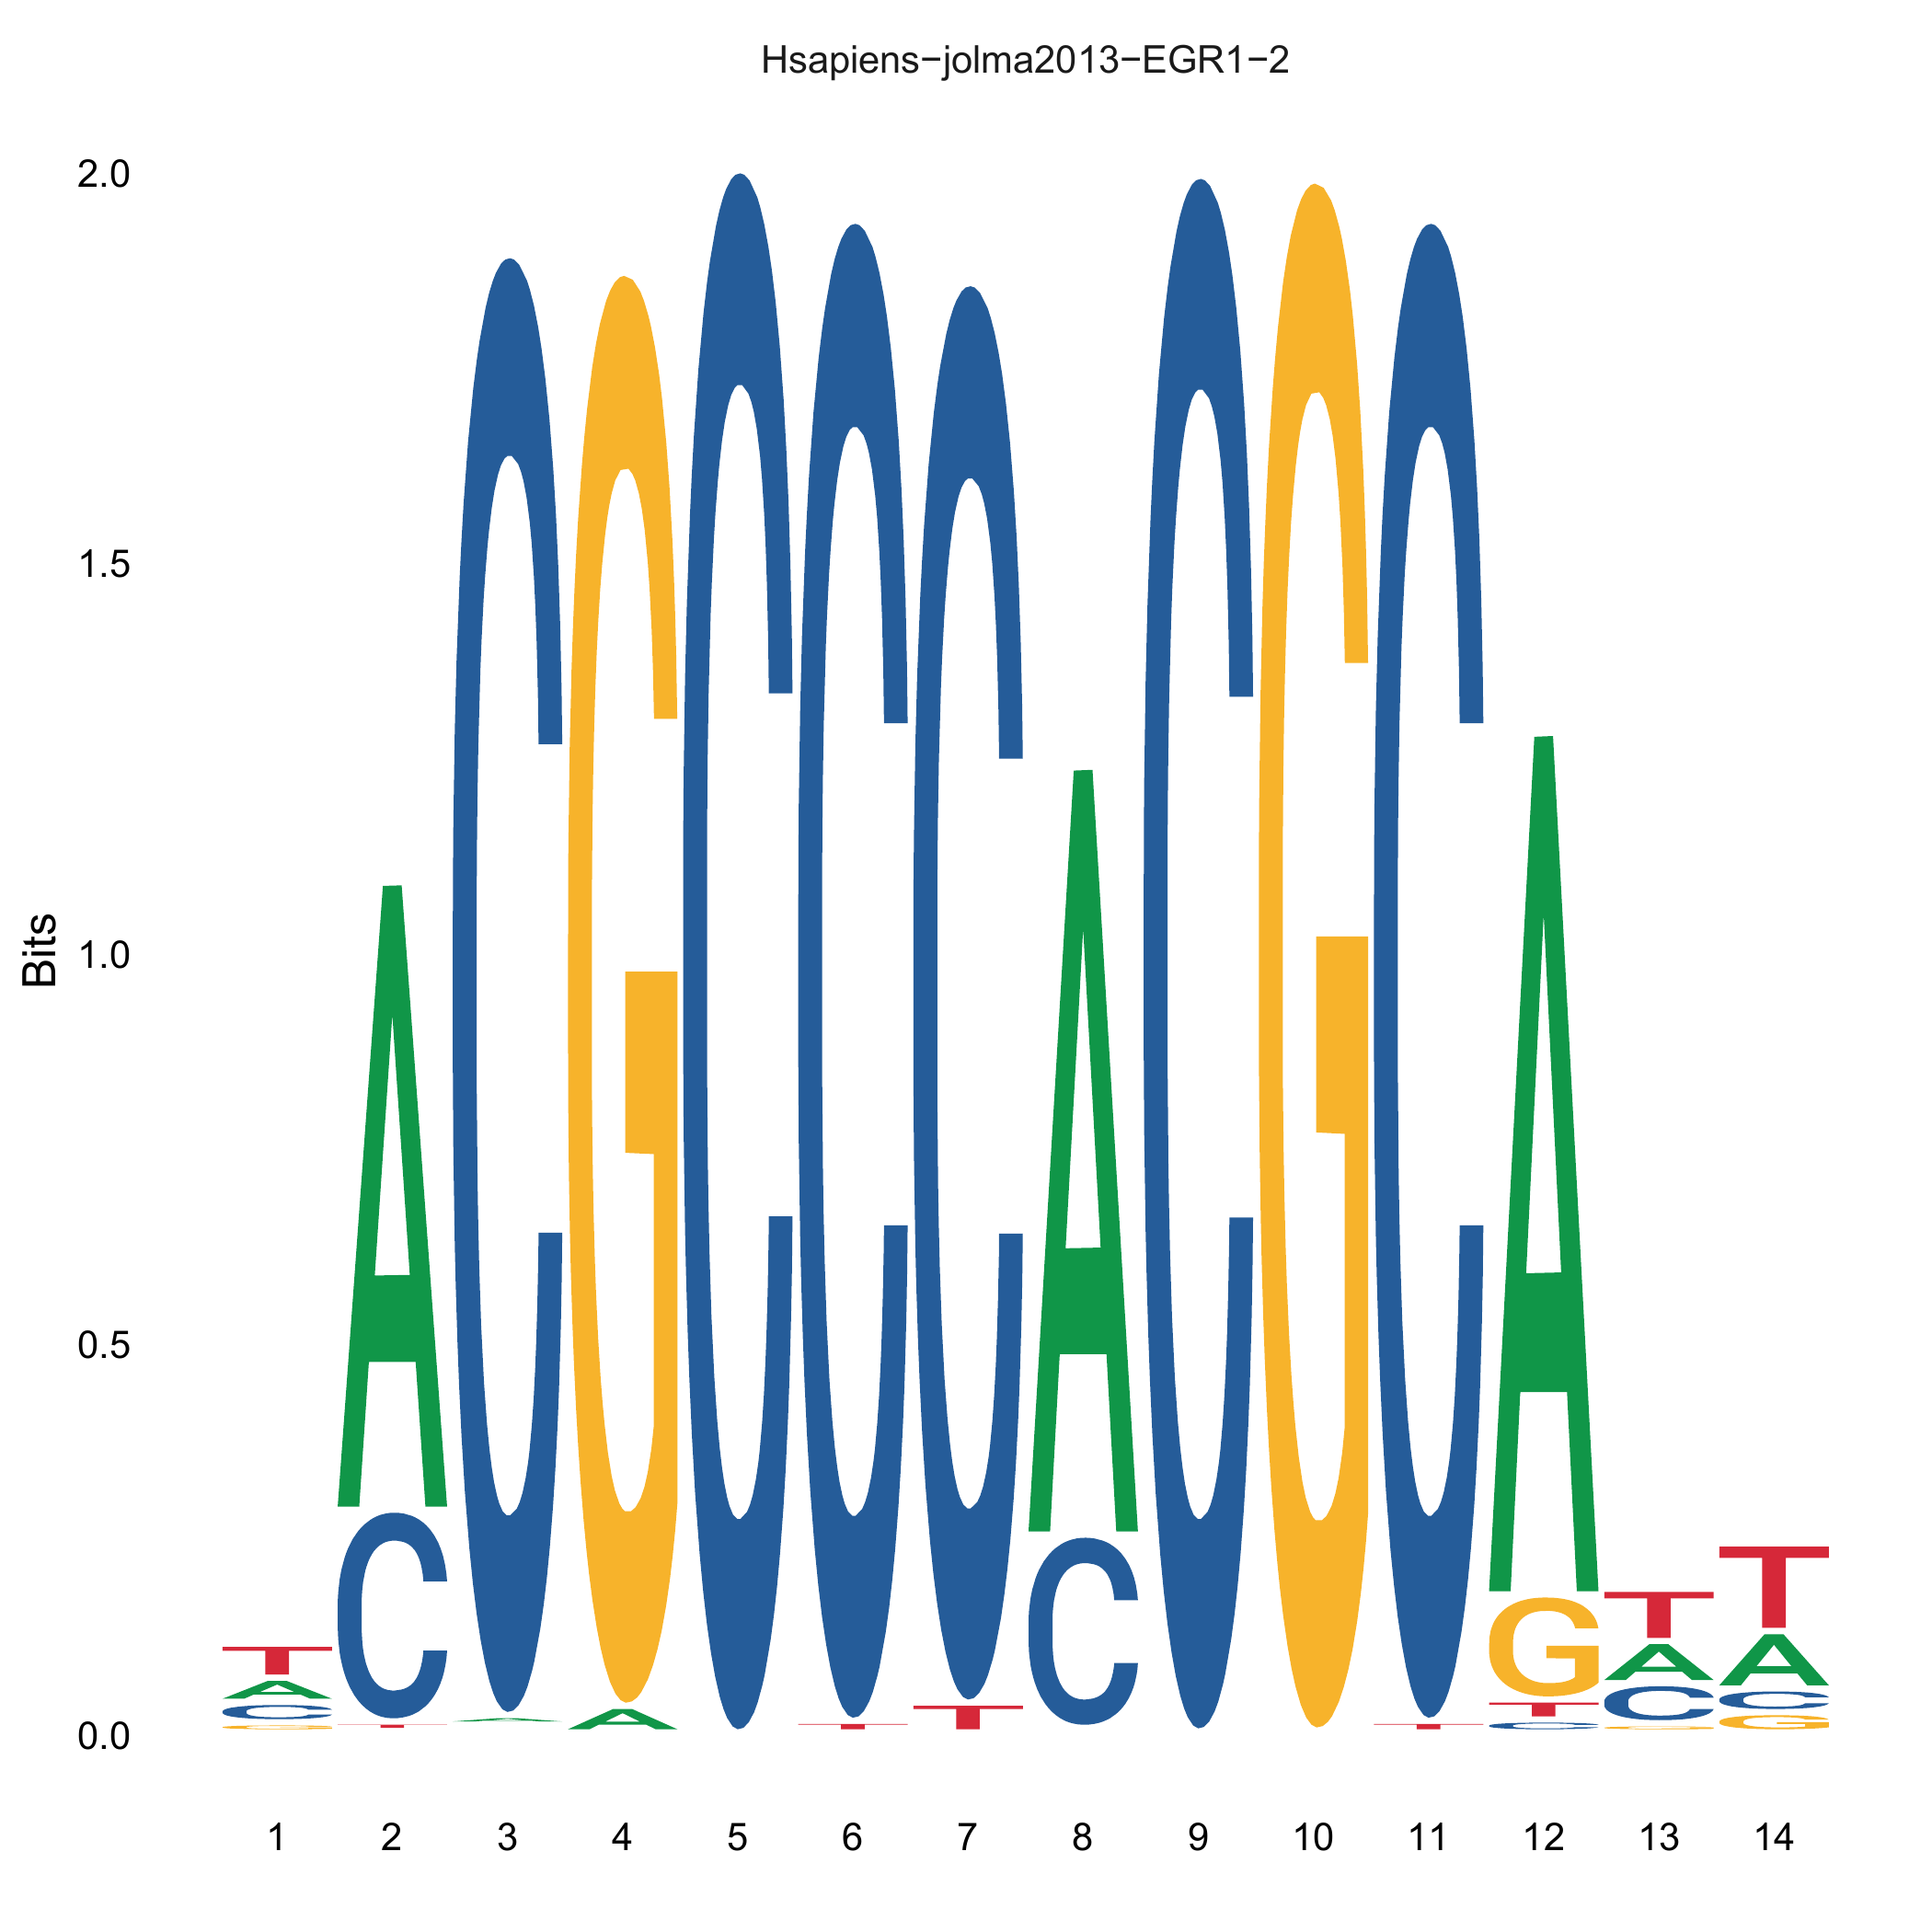 Hsapiens−jolma2013−EGR1−2
2.0
1.5
1.0
0.5
0.0
Bits
T A C G
A C T
C A
G A
C
C T
C T
A C
C
G
C T
A G T C
T A C G
T A C G
1 2 3 4 5 6 7 8 9 10 11 12 13 14